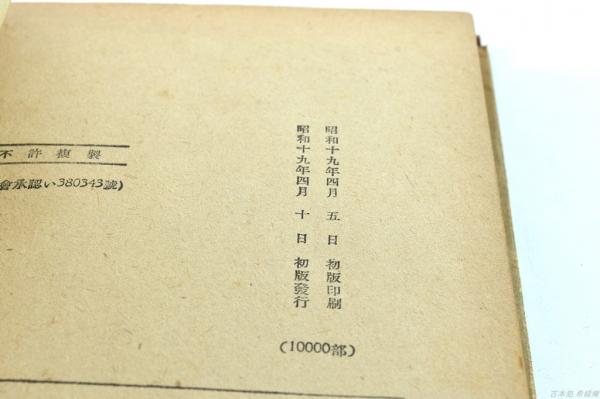 昭和十九年四月 五 日 初版印刷
昭和十九年四月 十 日 初版發行
(10000部)
不許複製
會承認い380343號)